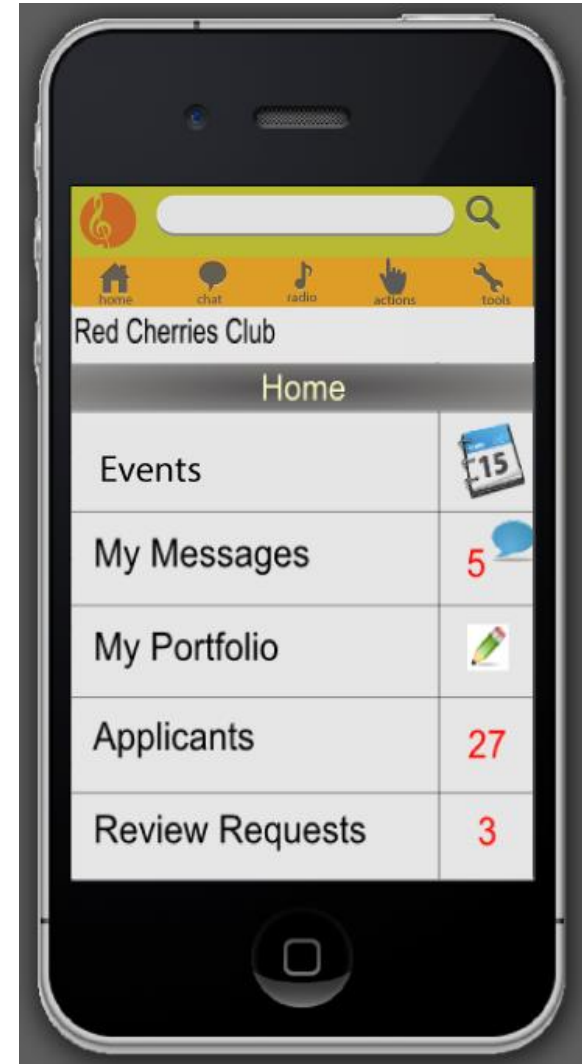 home chat radio actions tools
Red Cherries Club
Home
Events
15
My Messages
5
My Portfolio
Applicants
27
Review Requests
3